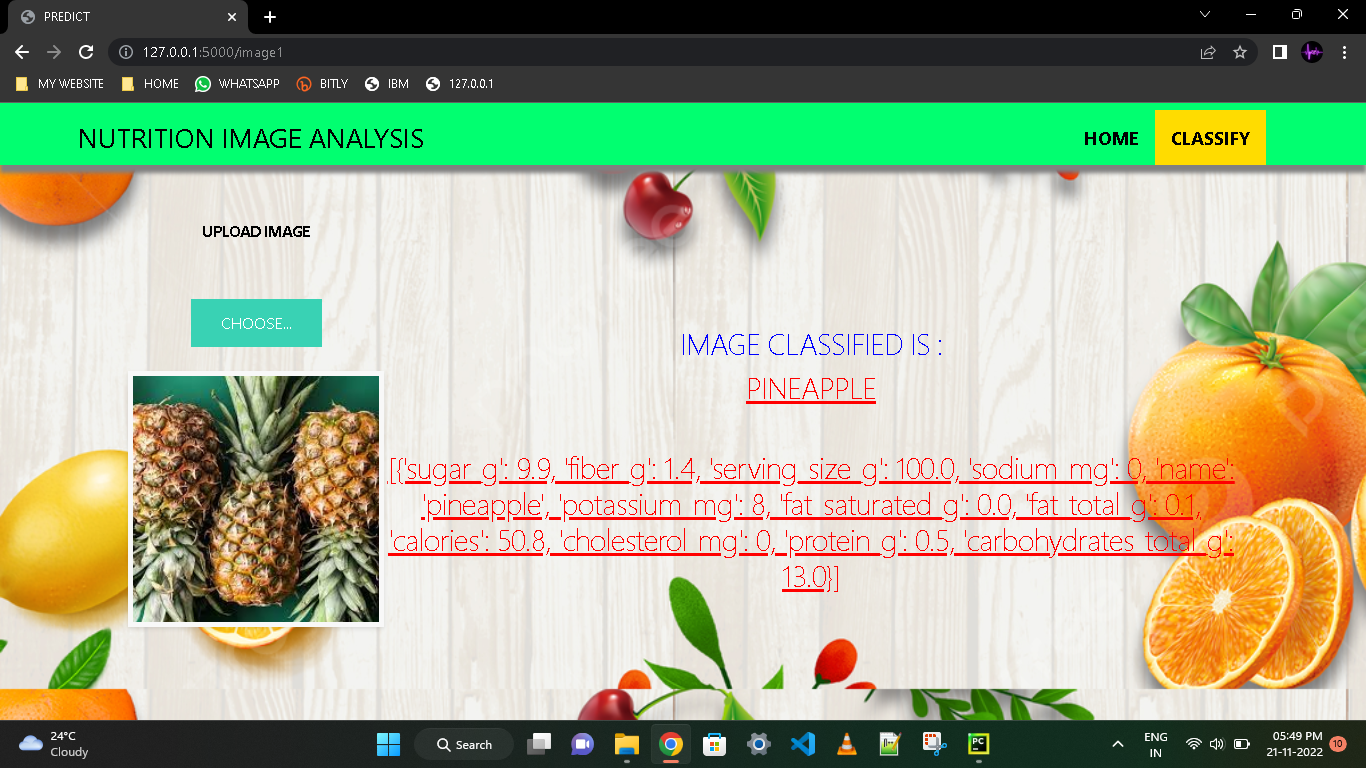 PREDICT
127.0.0.1:5000/image1
MY WEBSITE HOME WHATSAPP BITLY IBM 127.0.0.1
NUTRITION IMAGE ANALYSIS HOME CLASSIFY
UPLOAD IMAGE
CHOOSE...
IMAGE CLASSIFIED IS :
PINEAPPLE
[{'sugar_g': 9.9, 'fiber_g': 1.4, 'serving_size_g': 100.0, 'sodium_mg': 0, 'name':
'pineapple', 'potassium_mg': 8, 'fat_saturated_g': 0.0, 'fat_total_g': 0.1,
'calories': 50.8, 'cholesterol_mg': 0, 'protein_g': 0.5, 'carbohydrates_total_g':
13.0}]
24°C
Cloudy
Search
PC
ENG
IN
05:49 PM
21-11-2022
10